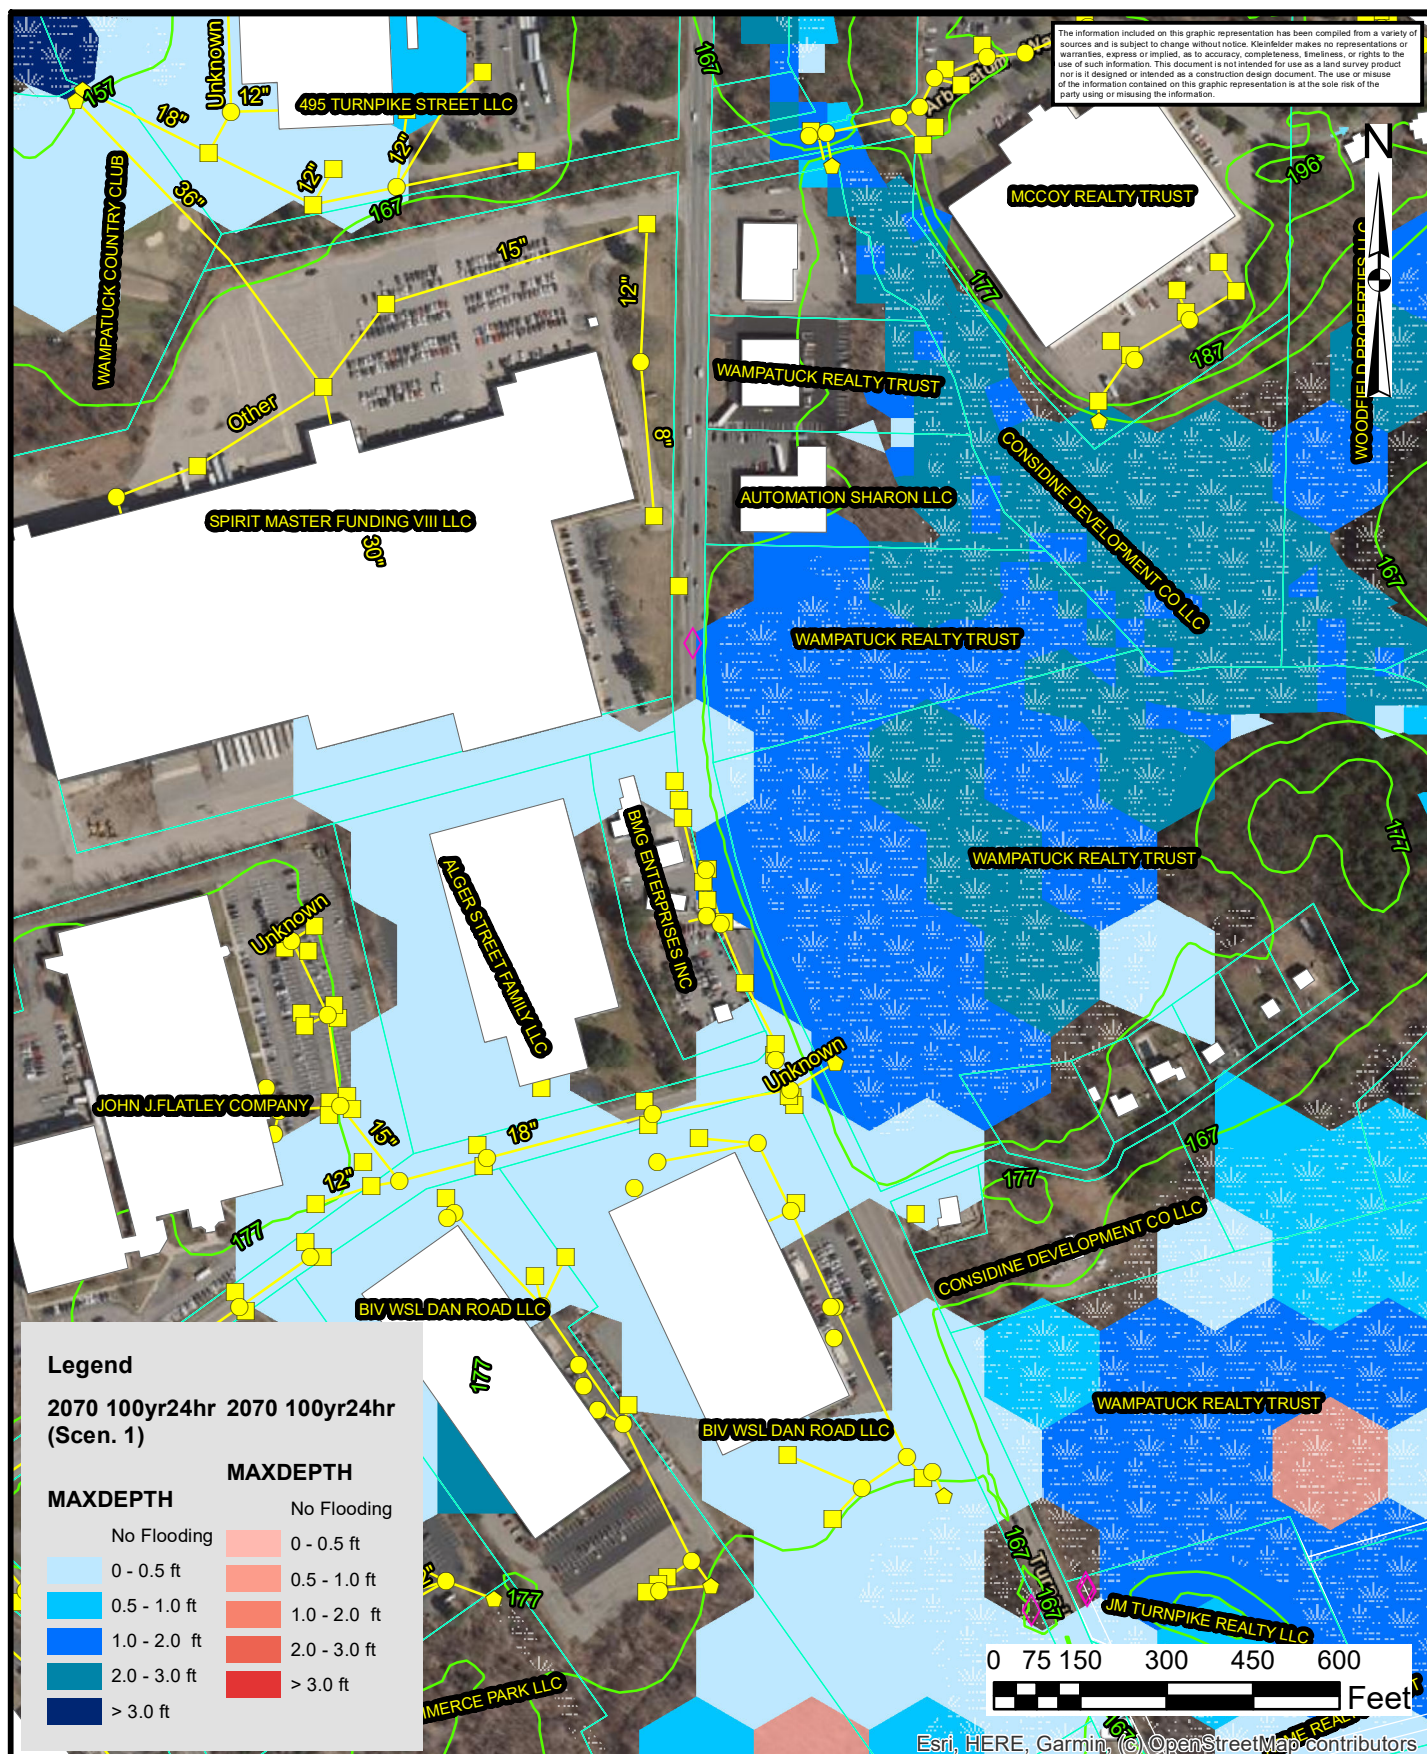 The information included on this graphic representation has been compiled from a variety of
sources and is subject to change without notice. Kleinfelder makes no representations or
warranties, express or implied, as to accuracy, completeness, timeliness, or rights to the
use of such information. This document is not intended for use as a land survey product
nor is it designed or intended as a construction design document. The use or misuse
of the information contained on this graphic representation is at the sole risk of the
party using or misusing the information.
157
18"
Unknown
12"
495 TURNPIKE STREET LLC
12"
12"
167
36"
WAMPATUCK COUNTRY CLUB
167
Arboretum
N
MCCOY REALTY TRUST
196
WOODFIELD PROPERTIES LLC
15"
12"
177
187
WAMPATUCK REALTY TRUST
Other
8"
CONSIDINE DEVELOPMENT CO LLC
AUTOMATION SHARON LLC
SPIRIT MASTER FUNDING VIII LLC
30"
167
WAMPATUCK REALTY TRUST
177
BMG ENTERPRISES INC
ALGER STREET FAMILY LLC
WAMPATUCK REALTY TRUST
Unknown
Unknown
JOHN J.FLATLEY COMPANY
15"
18"
12"
177
167
177
CONSIDINE DEVELOPMENT CO LLC
BIV WSL DAN ROAD LLC
177
WAMPATUCK REALTY TRUST
BIV WSL DAN ROAD LLC
167
167
177
JM TURNPIKE REALTY LLC
MERCE PARK LLC
167
Legend
2070 100yr24hr (Scen. 1)
MAXDEPTH
No Flooding
0 - 0.5 ft
0.5 - 1.0 ft
1.0 - 2.0 ft
2.0 - 3.0 ft
> 3.0 ft
2070 100yr24hr
MAXDEPTH
No Flooding
0 - 0.5 ft
0.5 - 1.0 ft
1.0 - 2.0 ft
2.0 - 3.0 ft
> 3.0 ft
0 75 150 300 450 600
Feet
Esri, HERE, Garmin, (c) OpenStreetMap contributors